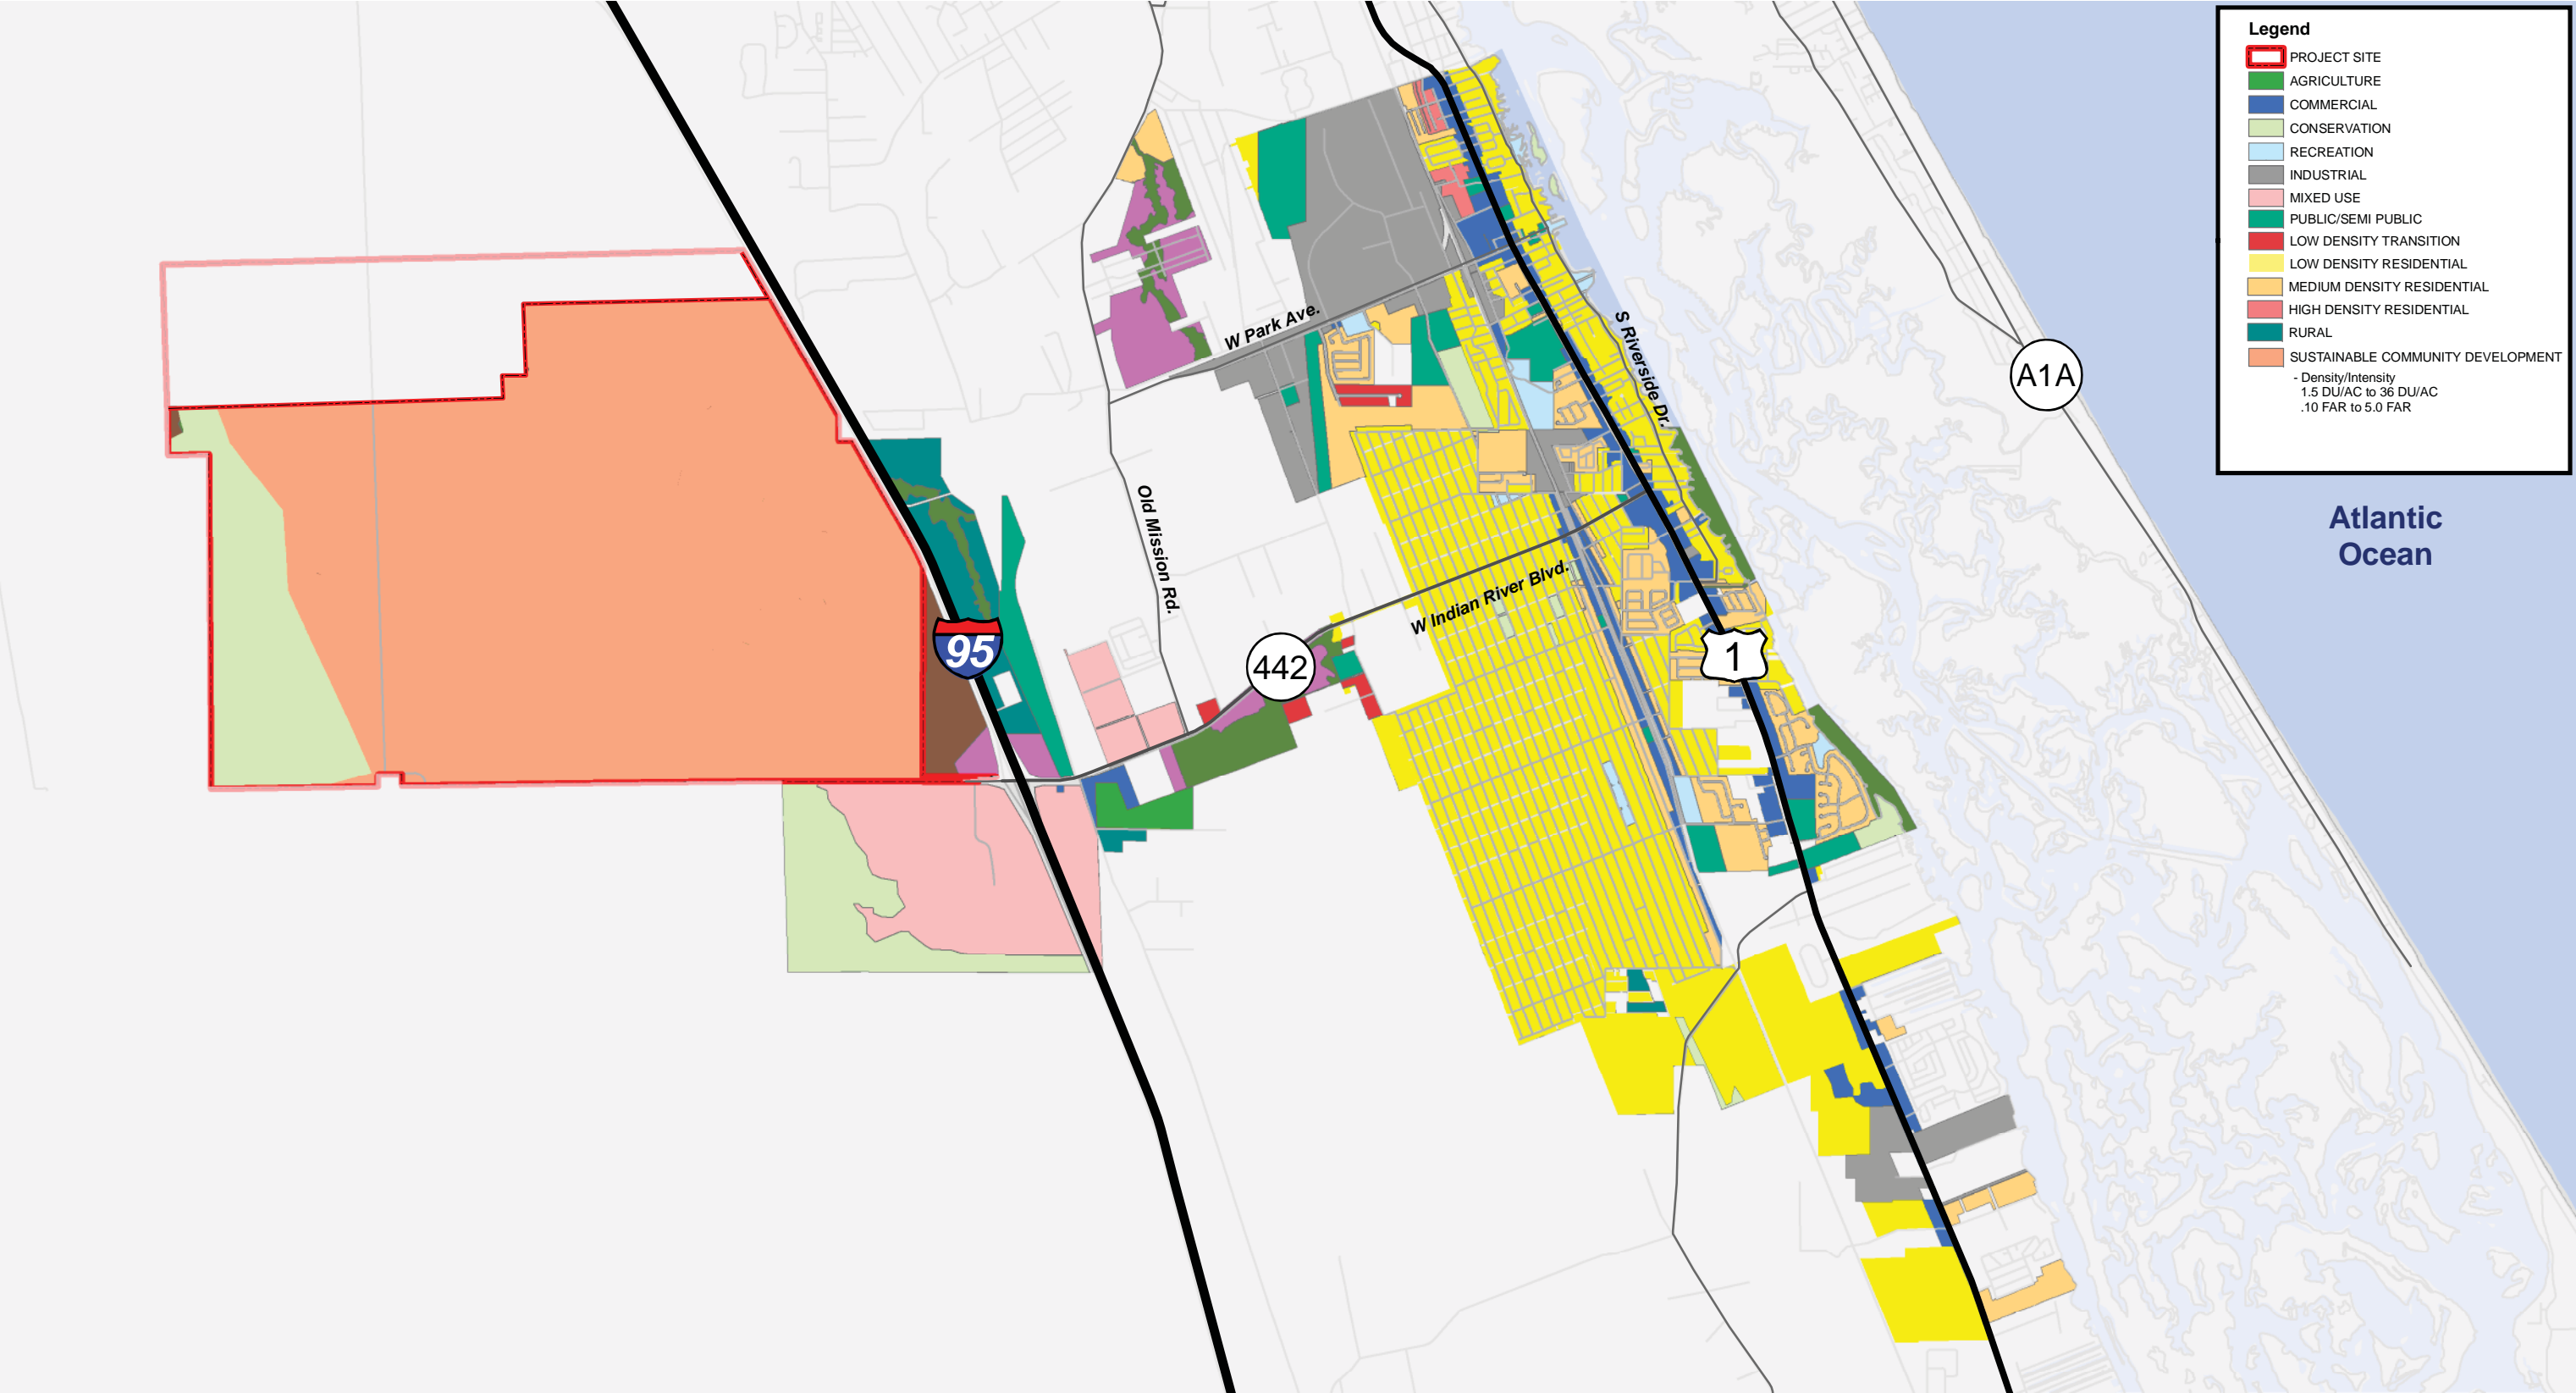 Legend
PROJECT SITE
AGRICULTURE
COMMERCIAL
CONSERVATION
RECREATION
INDUSTRIAL
MIXED USE
PUBLIC/SEMI PUBLIC
LOW DENSITY TRANSITION
LOW DENSITY RESIDENTIAL
MEDIUM DENSITY RESIDENTIAL
HIGH DENSITY RESIDENTIAL
RURAL
SUSTAINABLE COMMUNITY DEVELOPMENT
- Density/Intensity
1.5 DU/AC to 36 DU/AC
.10 FAR to 5.0 FAR
W Park Ave.
S Riverside Dr.
A1A
Atlantic
Ocean
Old Mission Rd.
W Indian River Blvd.
95
442
1